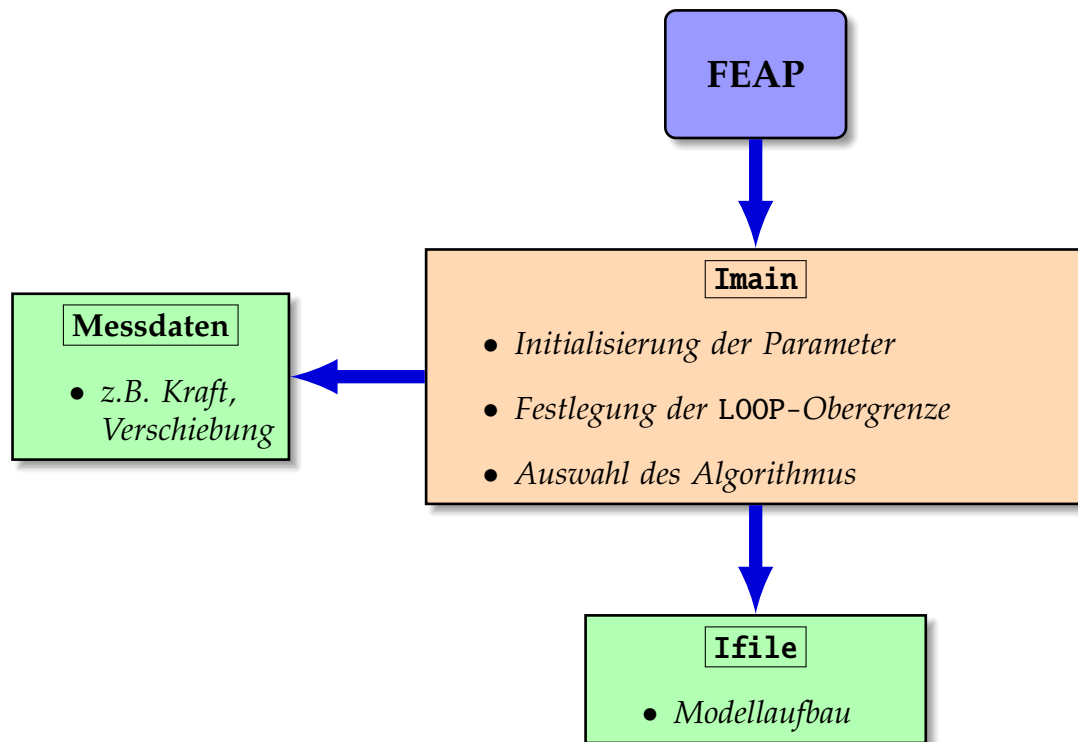 FEAP
Imain
• Initialisierung der Parameter
• Festlegung der LOOP-Obergrenze
• Auswahl des Algorithmus
Messdaten
• z.B. Kraft,
Verschiebung
Ifile
• Modellaufbau